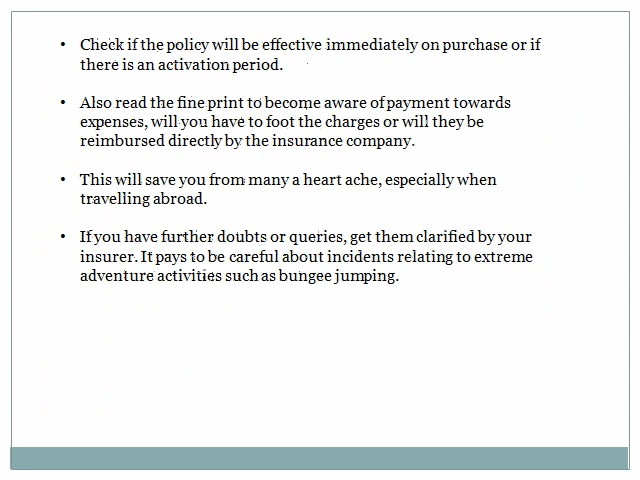 • Check if the policy will be effective immediately on purchase or if
there is an activation period.
• Also read the fine print to become aware of payment towards
expenses, will you have to foot the charges or will they be
reimbursed directly by the insurance company.
• This will save you from many a heart ache, especially when
travelling abroad.
• If you have further doubts or queries, get them clarified by your
insurer. It pays to be careful about incidents relating to extreme
adventure activities such as bungee jumping.